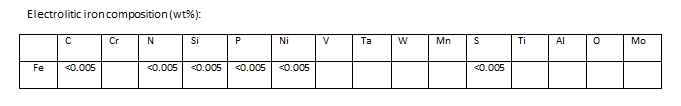 Electrolitic iron composition (wt%):
C Cr N Si P Ni V Ta W Mn S Ti Al O Mo
Fe <0.005 <0.005 <0.005 <0.005 <0.005 <0.005